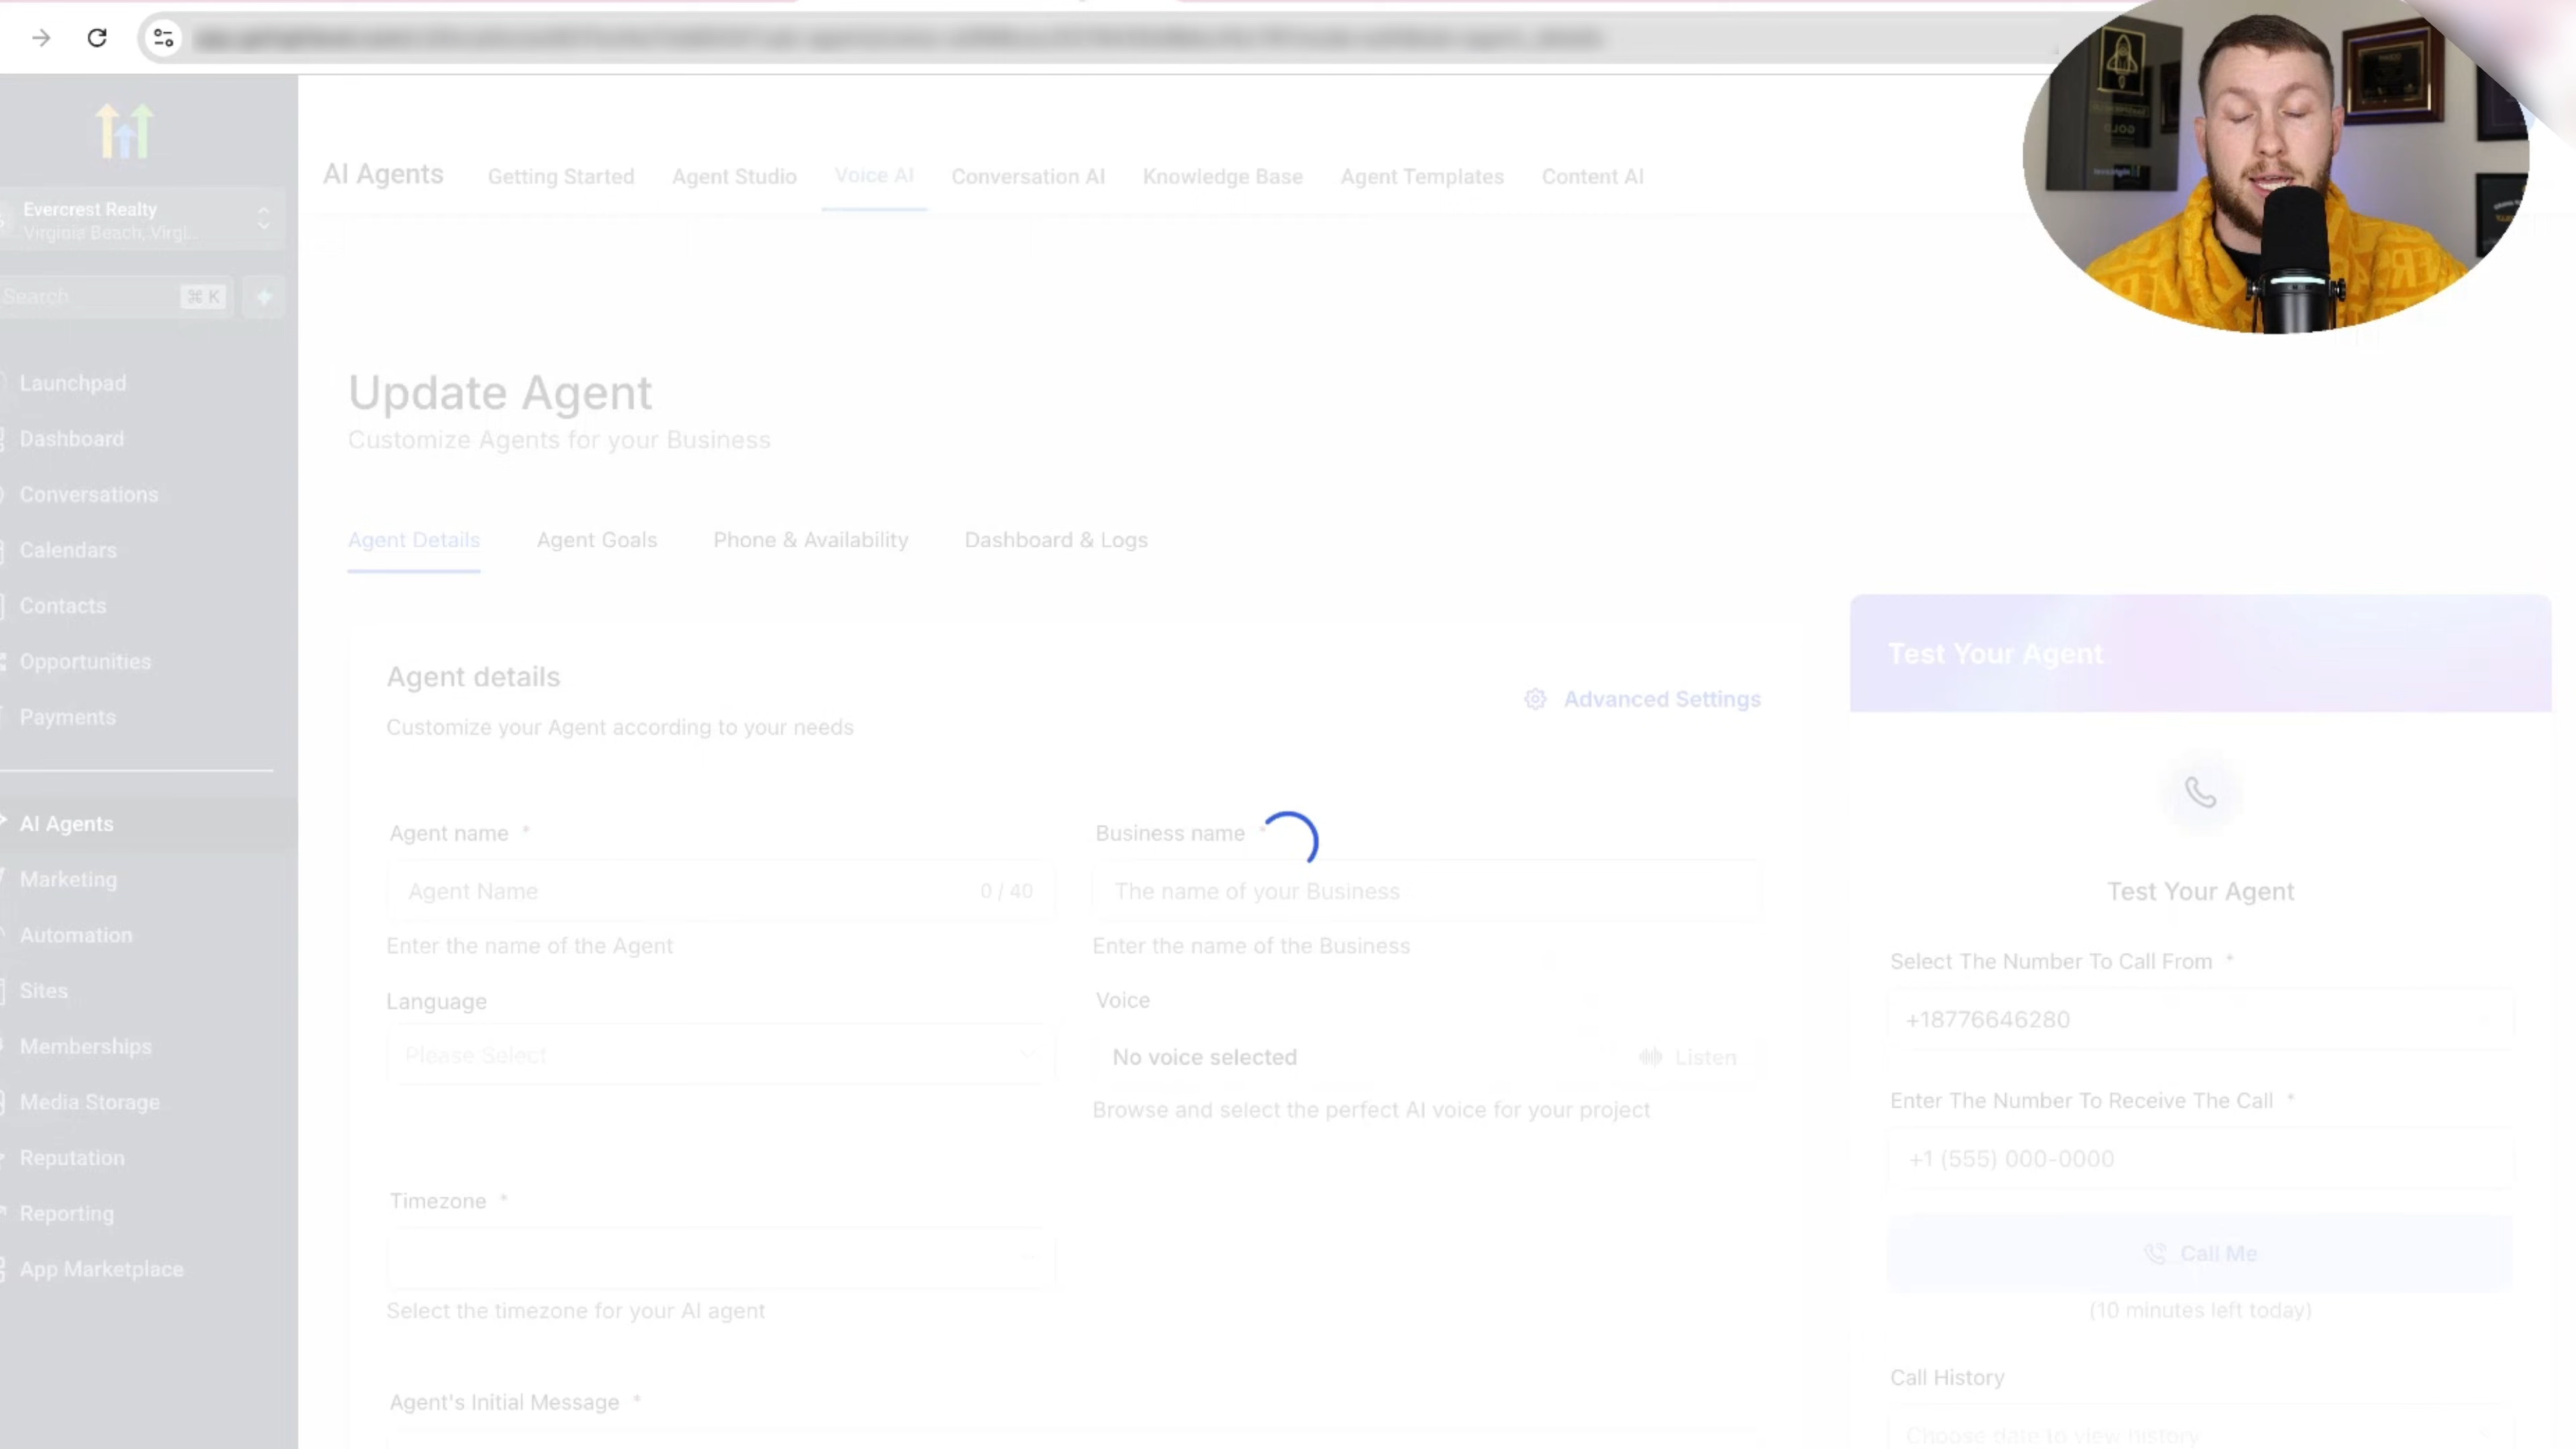 AI Agents
Getting Started
Agent Studio
Voice AI
Conversation AI
Knowledge Base
Agent Templates
Content AI
Evercrest Realty
Virginia Beach, Virgi...
Search
⌘ K
Launchpad
Dashboard
Conversations
Calendars
Contacts
Opportunities
Payments
AI Agents
Marketing
Automation
Sites
Memberships
Media Storage
Reputation
Reporting
App Marketplace
Update Agent
Customize Agents for your Business
Agent Details
Agent Goals
Phone & Availability
Dashboard & Logs
Agent details
Customize your Agent according to your needs
Advanced Settings
Agent name *
Agent Name
0 / 40
Enter the name of the Agent
Business name *
The name of your Business
Enter the name of the Business
Language
Please Select
Voice
No voice selected
Listen
Browse and select the perfect AI voice for your project
Timezone *
Select the timezone for your AI agent
Agent's Initial Message *
Test Your Agent
Test Your Agent
Select The Number To Call From *
+18776646280
Enter The Number To Receive The Call *
+1 (555) 000-0000
Call Me
(10 minutes left today)
Call History
Choose date to view history